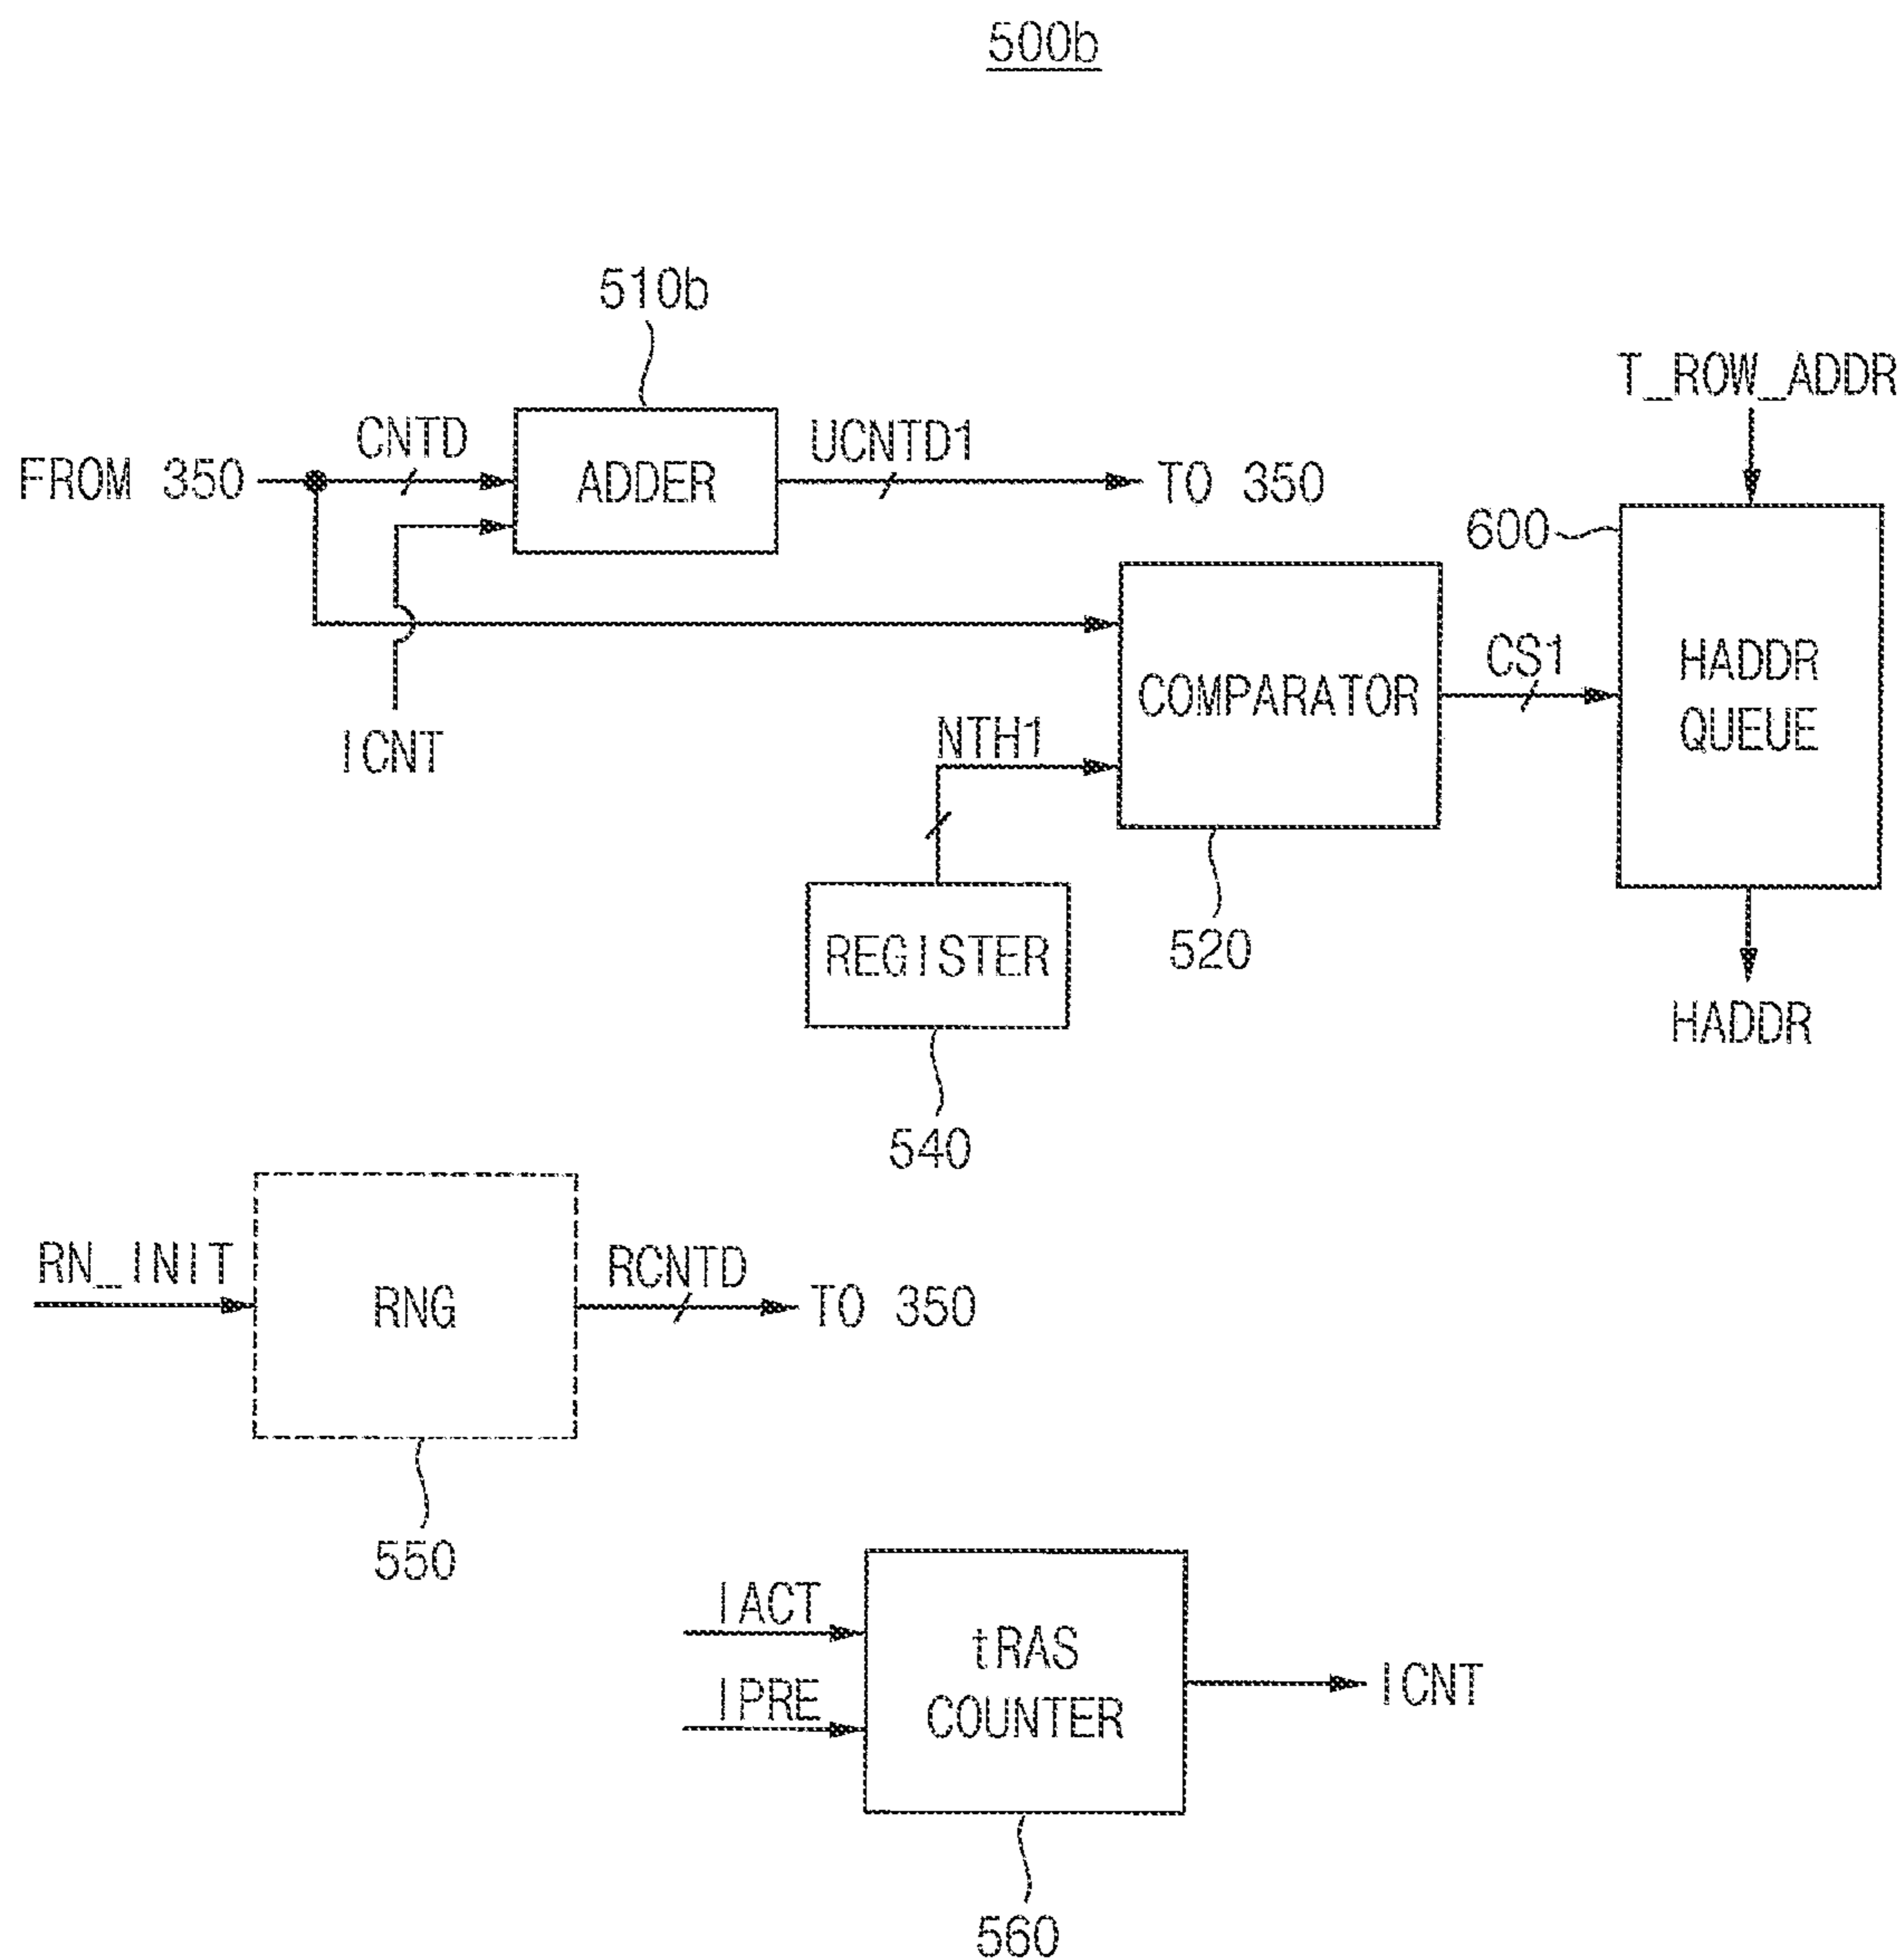 500b
510b
T_ROW_ADDR
FROM 350
CNTD
ADDER
UCNTD1
TO 350
600
ICNT
NTH1
COMPARATOR
CS1
HADDR
QUEUE
REGISTER
520
HADDR
540
RN_INIT
RNG
RCNTD
TO 350
550
IACT
IPRE
tRAS
COUNTER
ICNT
560